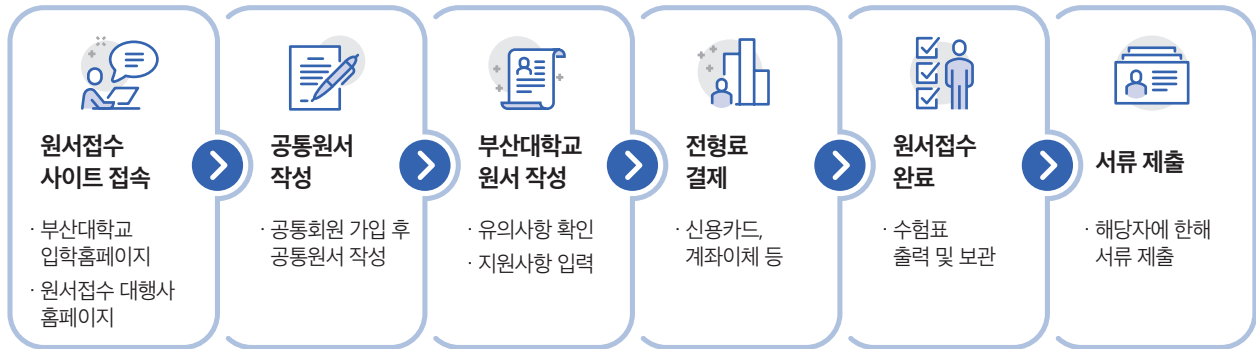 원서접수
사이트 접속
· 부산대학교
입학홈페이지
· 원서접수 대행사
홈페이지
공통원서
작성
· 공통회원 가입 후
공통원서 작성
부산대학교
원서 작성
· 유의사항 확인
· 지원사항 입력
전형료
결제
· 신용카드,
계좌이체 등
원서접수
완료
· 수험표
출력 및 보관
서류 제출
· 해당자에 한해
서류 제출